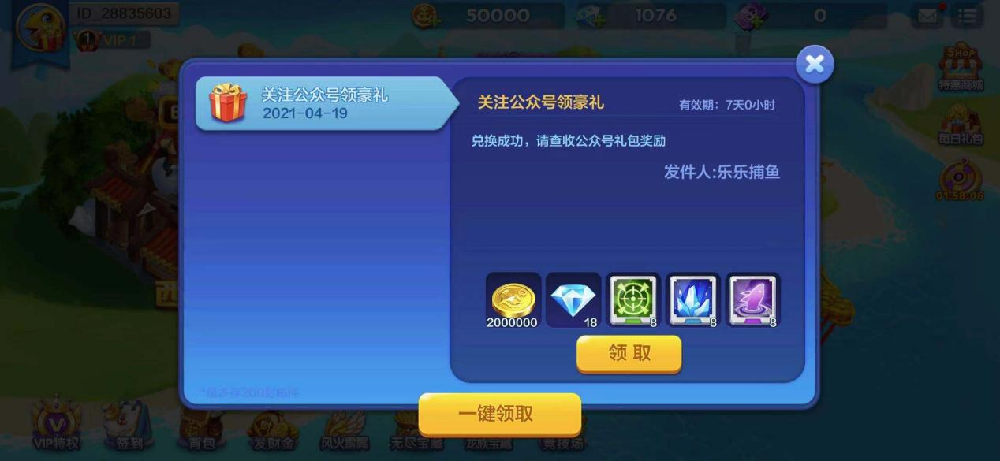 ID_28835603
50000
1076
0
1
VIP
VIP 1
SHOP
特惠商城
关注公众号领豪礼
2021-04-19
关注公众号领豪礼
有效期：7天0小时
兑换成功，请查收公众号礼包奖励
发件人:乐乐捕鱼
每日礼包
01:58:06
西
2000000
18
8
8
8
领取
*最多存200封邮件
一键领取
VIP特权
签到
背包
发财金
风火雷翼
无尽宝藏
龙族宝藏
竞技场